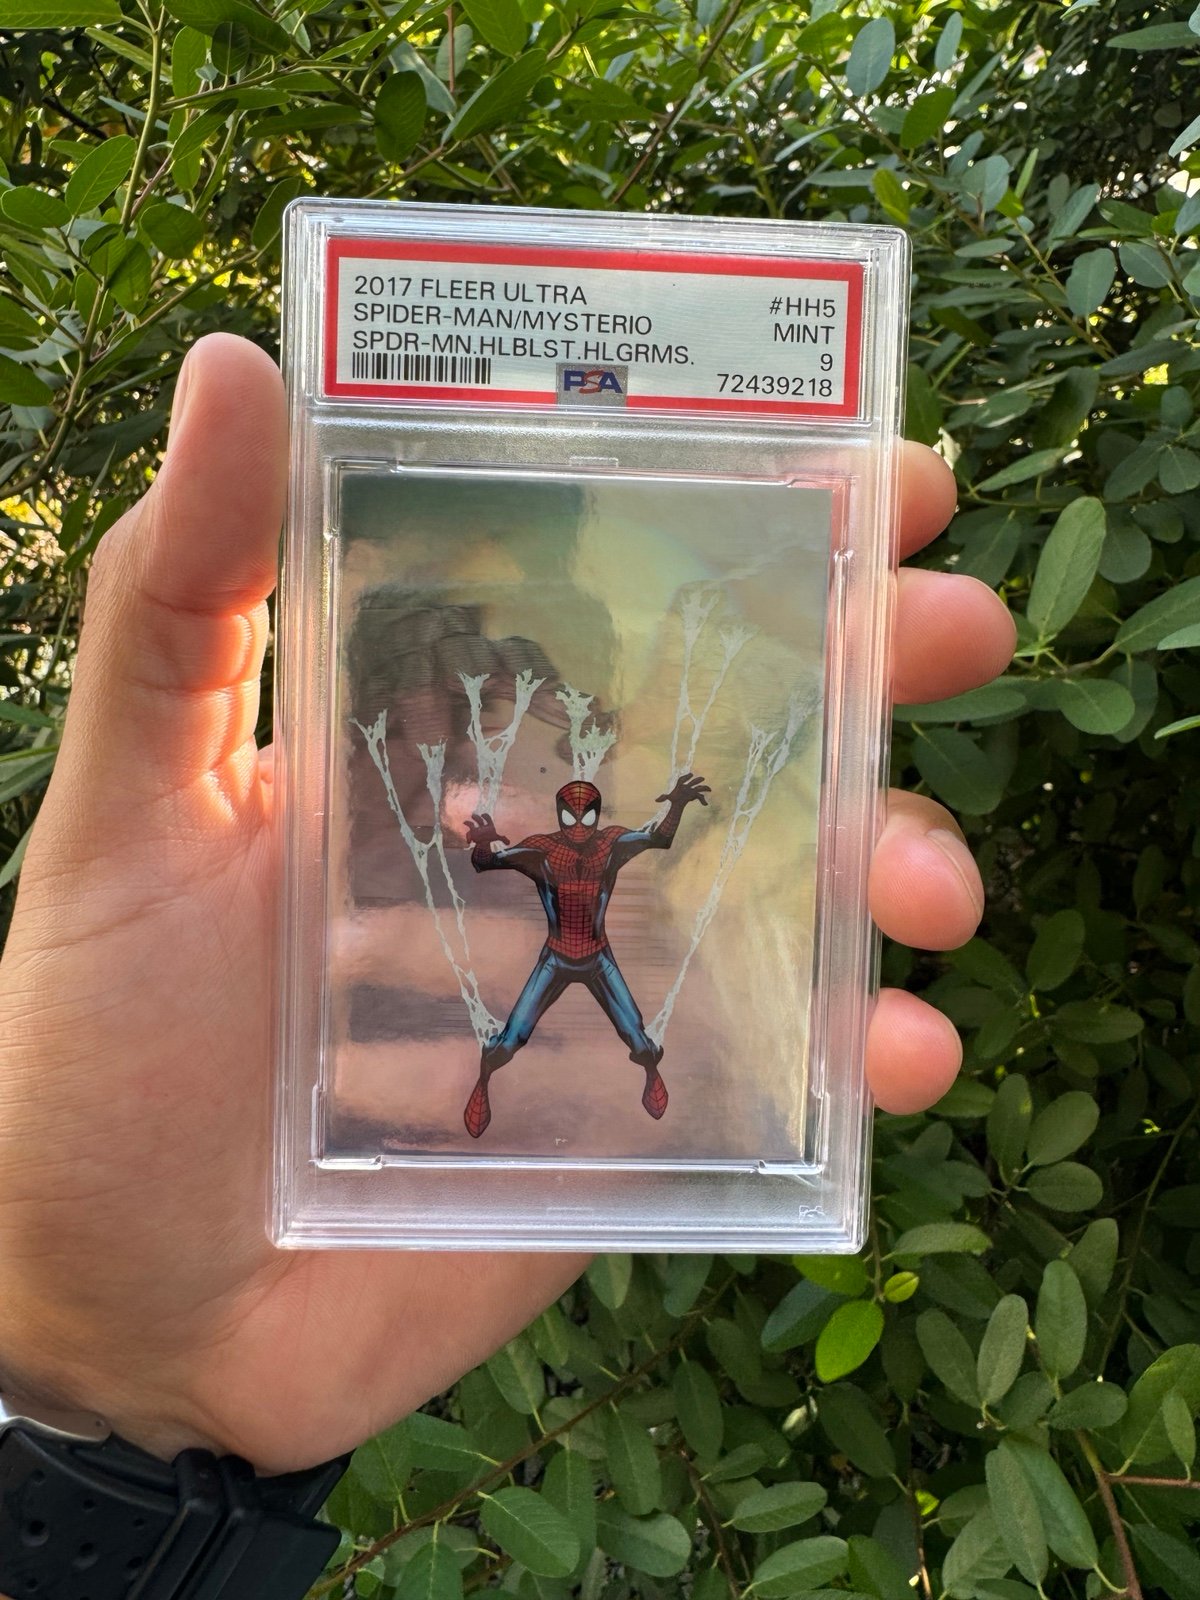 2017 FLEER ULTRA #HH5
SPIDER-MAN/MYSTERIO MINT
SPDR-MN.HLBLST.HLGRMS. 9
PSA 72439218